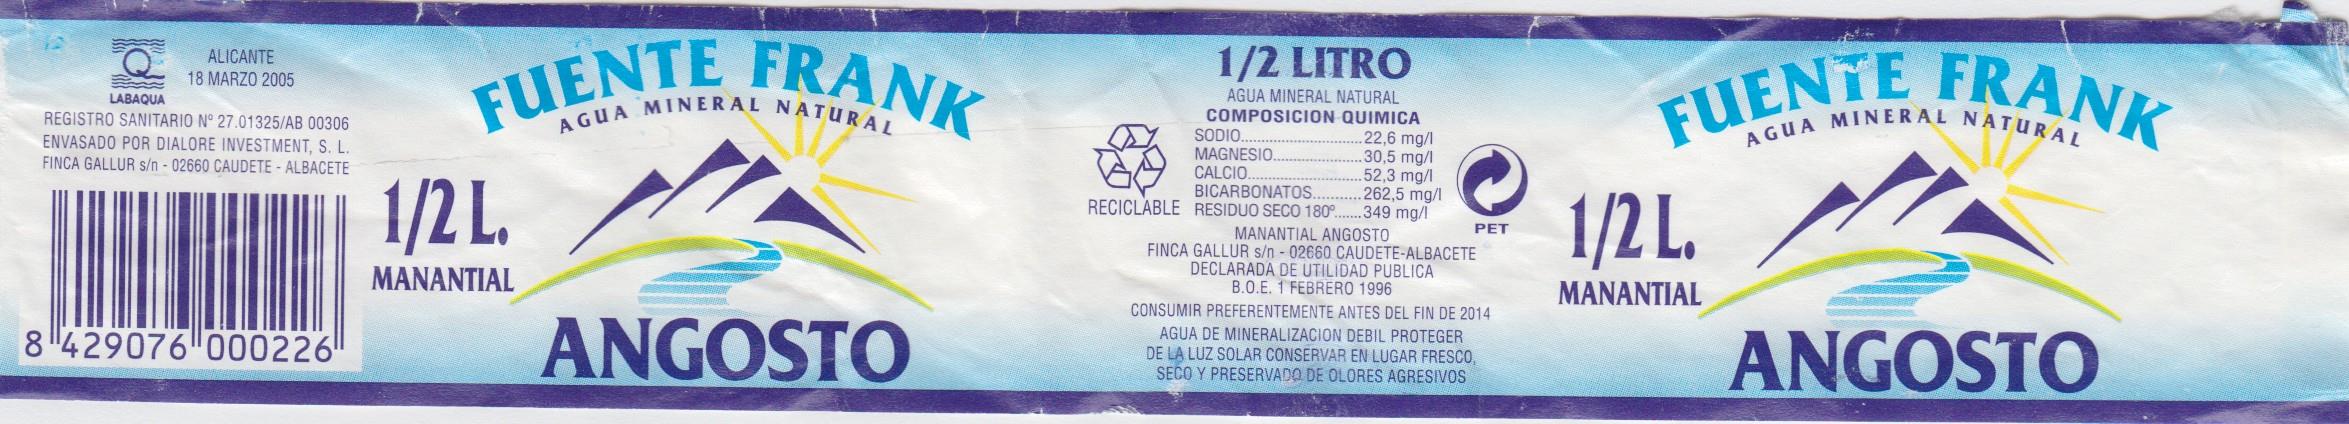 LABAQUA
ALICANTE
18 MARZO 2005
REGISTRO SANITARIO Nº 27.01325/AB 00306
ENVASADO POR DIALORE INVESTMENT, S. L.
FINCA GALLUR s/n - 02660 CAUDETE - ALBACETE
8 429076 000226
FUENTE FRANK
AGUA MINERAL NATURAL
1/2 L.
MANANTIAL
ANGOSTO
1/2 LITRO
AGUA MINERAL NATURAL
COMPOSICION QUIMICA
SODIO..............................22,6 mg/l
MAGNESIO.....................30,5 mg/l
CALCIO...........................52,3 mg/l
BICARBONATOS...........262,5 mg/l
RESIDUO SECO 180º......349 mg/l
RECICLABLE
PET
MANANTIAL ANGOSTO
FINCA GALLUR s/n - 02660 CAUDETE-ALBACETE
DECLARADA DE UTILIDAD PUBLICA
B.O.E. 1 FEBRERO 1996
CONSUMIR PREFERENTEMENTE ANTES DEL FIN DE 2014
AGUA DE MINERALIZACION DEBIL PROTEGER
DE LA LUZ SOLAR CONSERVAR EN LUGAR FRESCO,
SECO Y PRESERVADO DE OLORES AGRESIVOS
FUENTE FRANK
AGUA MINERAL NATURAL
1/2 L.
MANANTIAL
ANGOSTO